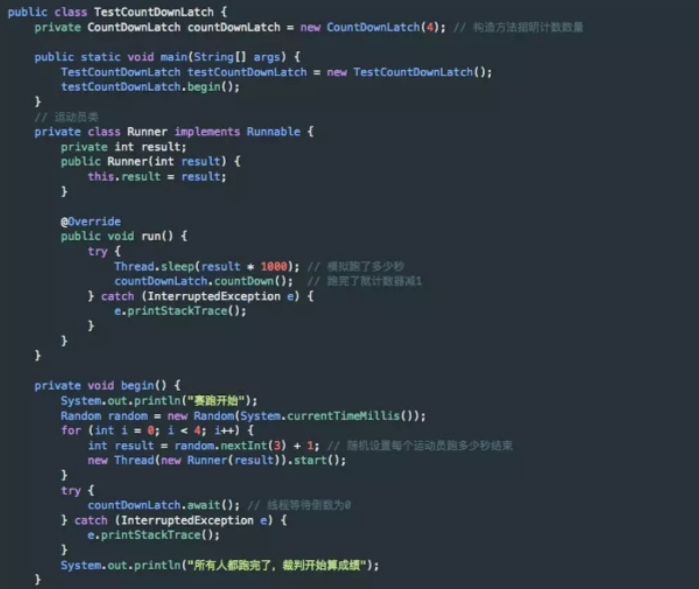 public class TestCountDownLatch {
    private CountDownLatch countDownLatch = new CountDownLatch(4); // 构造方法指明计数数量

    public static void main(String[] args) {
        TestCountDownLatch testCountDownLatch = new TestCountDownLatch();
        testCountDownLatch.begin();
    }
    // 运动员类
    private class Runner implements Runnable {
        private int result;
        public Runner(int result) {
            this.result = result;
        }

        @Override
        public void run() {
            try {
                Thread.sleep(result * 1000); // 模拟跑了多少秒
                countDownLatch.countDown();  // 跑完了就计数器减1
            } catch (InterruptedException e) {
                e.printStackTrace();
            }
        }
    }

    private void begin() {
        System.out.println("赛跑开始");
        Random random = new Random(System.currentTimeMillis());
        for (int i = 0; i < 4; i++) {
            int result = random.nextInt(3) + 1; // 随机设置每个运动员跑多少秒结束
            new Thread(new Runner(result)).start();
        }
        try {
            countDownLatch.await(); // 线程等待倒数为0
        } catch (InterruptedException e) {
            e.printStackTrace();
        }
        System.out.println("所有人都跑完了，裁判开始算成绩");
    }